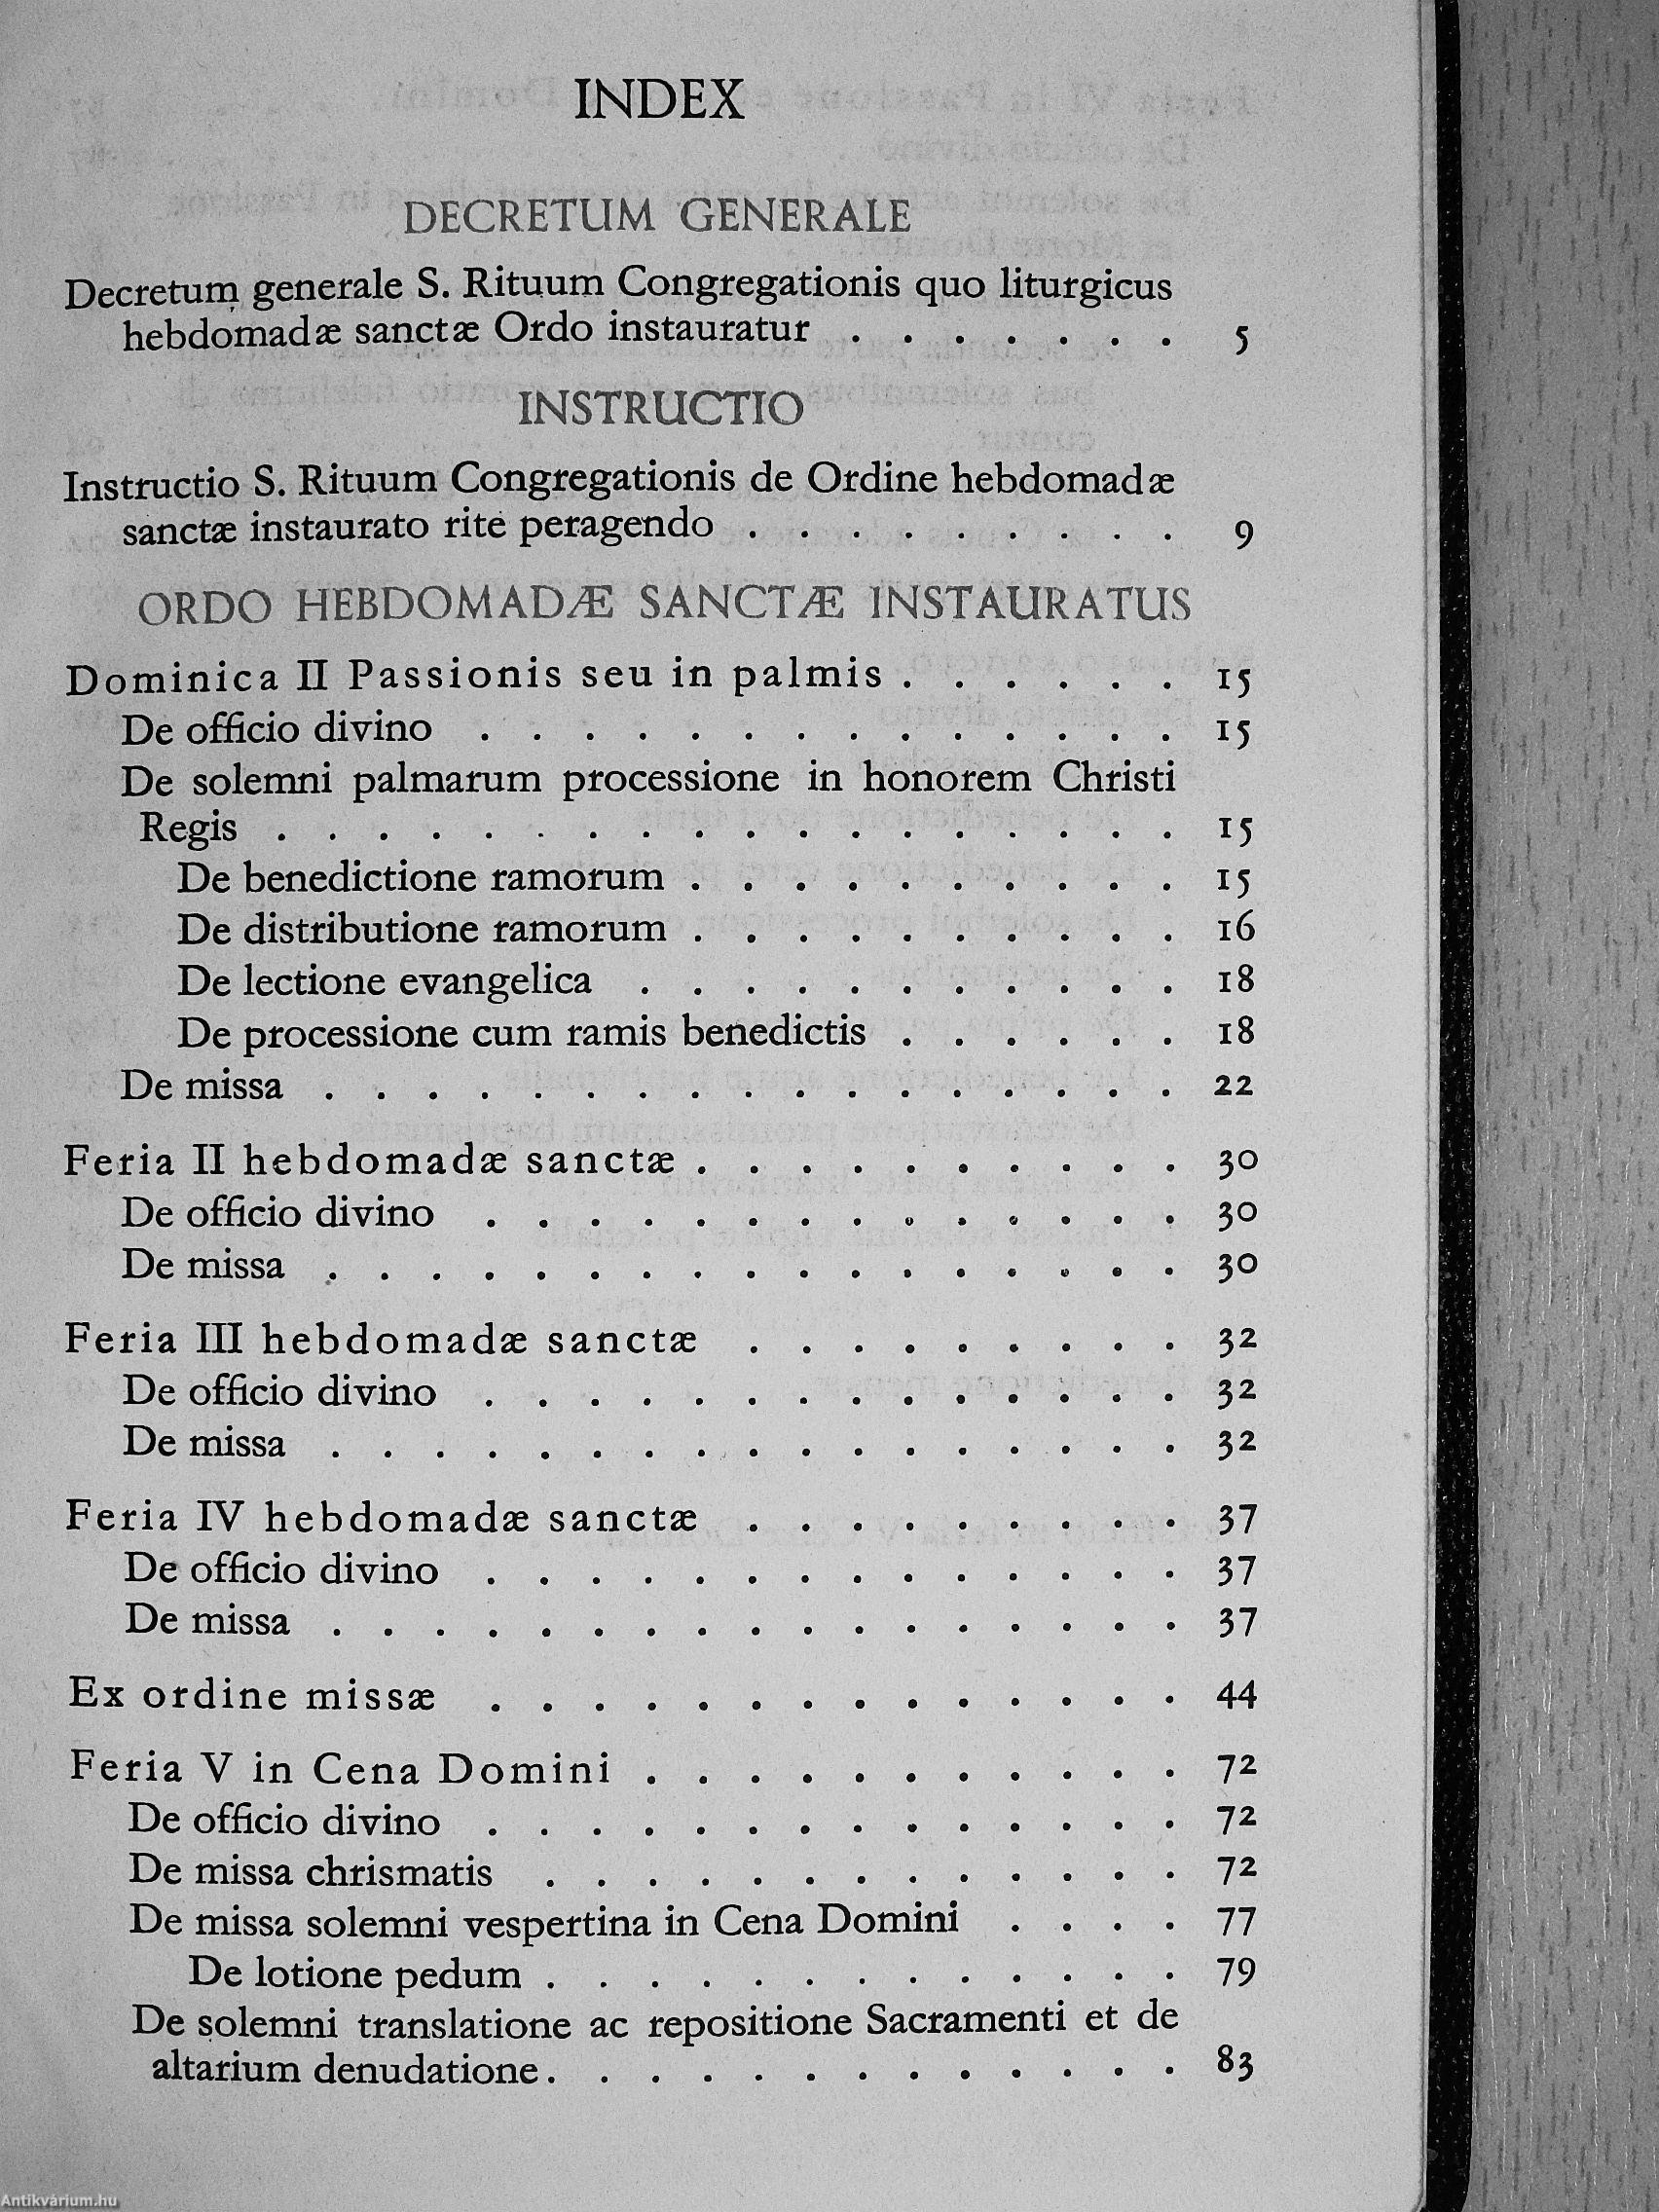 INDEX
DECRETUM GENERALE
Decretum generale S. Rituum Congregationis quo liturgicus
hebdomadæ sanctæ Ordo instauratur . . . . . . . 5
INSTRUCTIO
Instructio S. Rituum Congregationis de Ordine hebdomadæ
sanctæ instaurato rite peragendo . . . . . . . . . 9
ORDO HEBDOMADÆ SANCTÆ INSTAURATUS
Dominica II Passionis seu in palmis . . . . . . 15
De officio divino . . . . . . . . . . . . . . 15
De solemni palmarum processione in honorem Christi
Regis . . . . . . . . . . . . . . . . . . 15
De benedictione ramorum . . . . . . . . . . 15
De distributione ramorum . . . . . . . . . . 16
De lectione evangelica . . . . . . . . . . . 18
De processione cum ramis benedictis . . . . . . 18
De missa . . . . . . . . . . . . . . . . . 22
Feria II hebdomadæ sanctæ . . . . . . . . . . 30
De officio divino . . . . . . . . . . . . . . 30
De missa . . . . . . . . . . . . . . . . . 30
Feria III hebdomadæ sanctæ . . . . . . . . . 32
De officio divino . . . . . . . . . . . . . . 32
De missa . . . . . . . . . . . . . . . . . 32
Feria IV hebdomadæ sanctæ . . . . . . . . . 37
De officio divino . . . . . . . . . . . . . . 37
De missa . . . . . . . . . . . . . . . . . 37
Ex ordine missæ . . . . . . . . . . . . . . 44
Feria V in Cena Domini . . . . . . . . . . . 72
De officio divino . . . . . . . . . . . . . . 72
De missa chrismatis . . . . . . . . . . . . . 72
De missa solemni vespertina in Cena Domini . . . . 77
De lotione pedum . . . . . . . . . . . . . 79
De solemni translatione ac repositione Sacramenti et de
altarium denudatione . . . . . . . . . . . . . 83
Antikvárium.hu